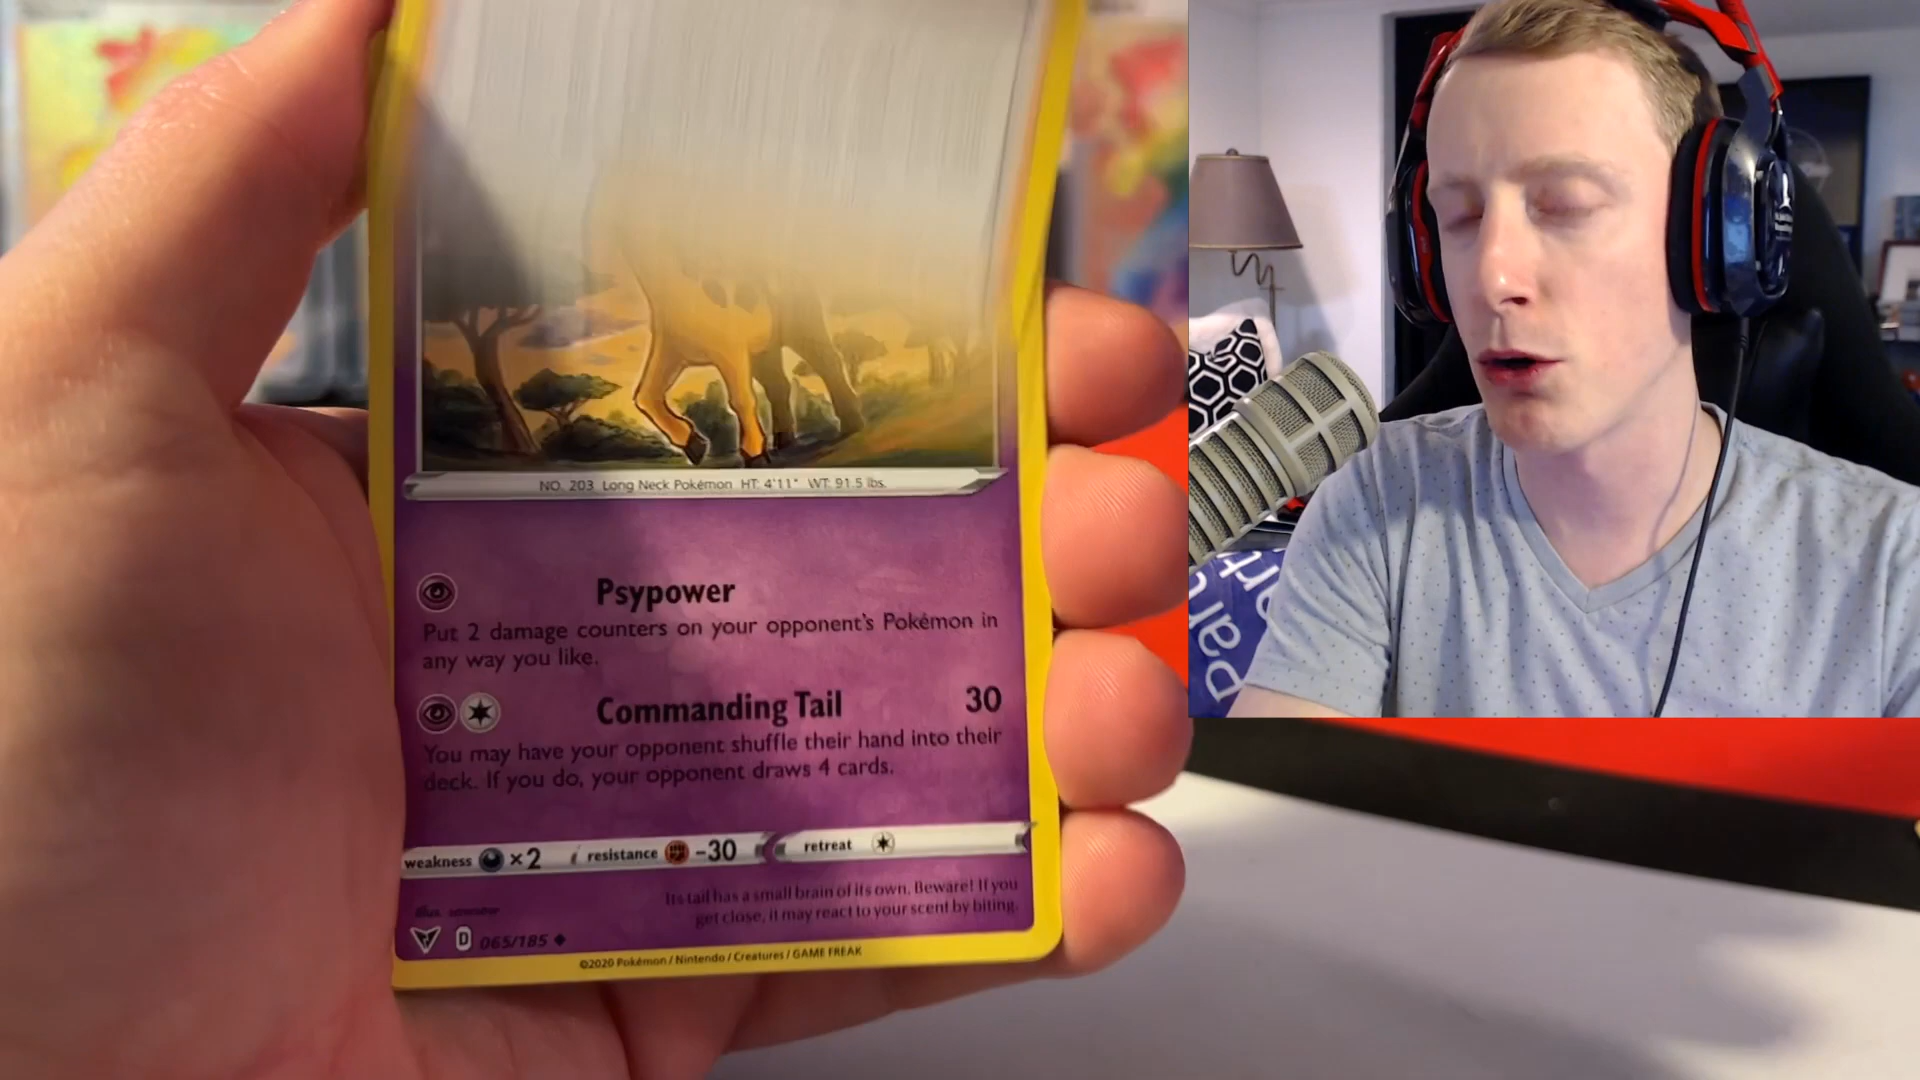 NO. 203 Long Neck Pokémon HT: 4'11" WT: 91.5 lbs.
Psypower
Put 2 damage counters on your opponent's Pokémon in
any way you like.
Commanding Tail 30
You may have your opponent shuffle their hand into their
deck. If you do, your opponent draws 4 cards.
weakness ×2 resistance -30 retreat
Its tail has a small brain of its own. Beware! If you
get close, it may react to your scent by biting.
illus.
D 065/185
©2020 Pokémon / Nintendo / Creatures / GAME FREAK